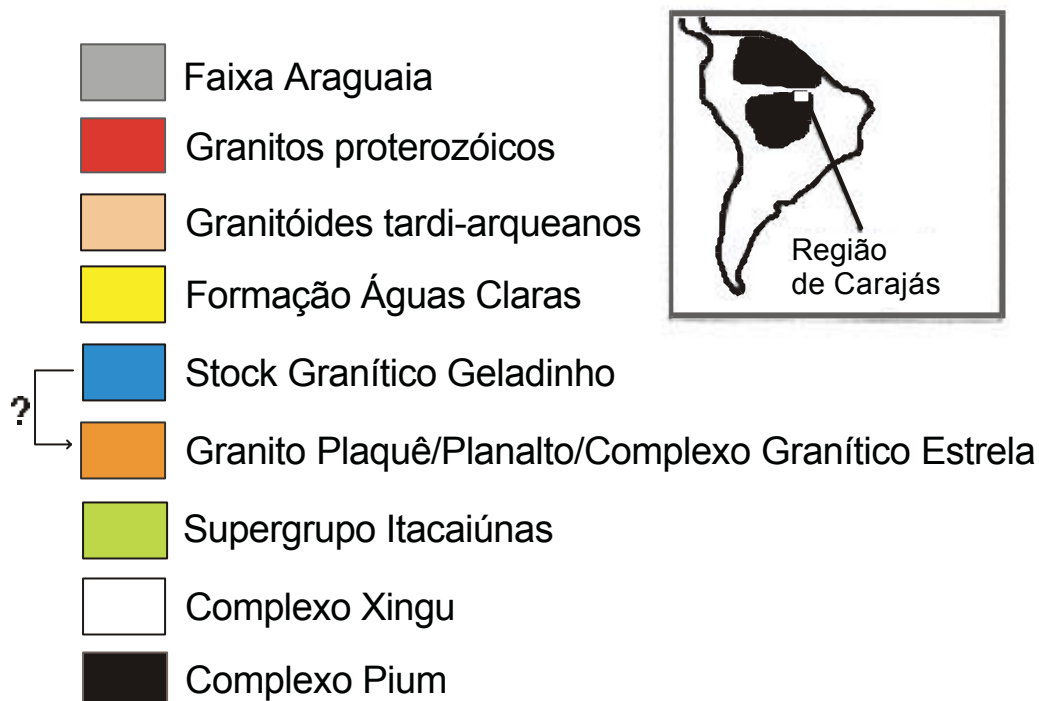 Faixa Araguaia
Granitos proterozóicos
Granitóides tardi-arqueanos
Formação Águas Claras
Stock Granítico Geladinho
?
Granito Plaquê/Planalto/Complexo Granítico Estrela
Supergrupo Itacaiúnas
Complexo Xingu
Complexo Pium
Região
de Carajás